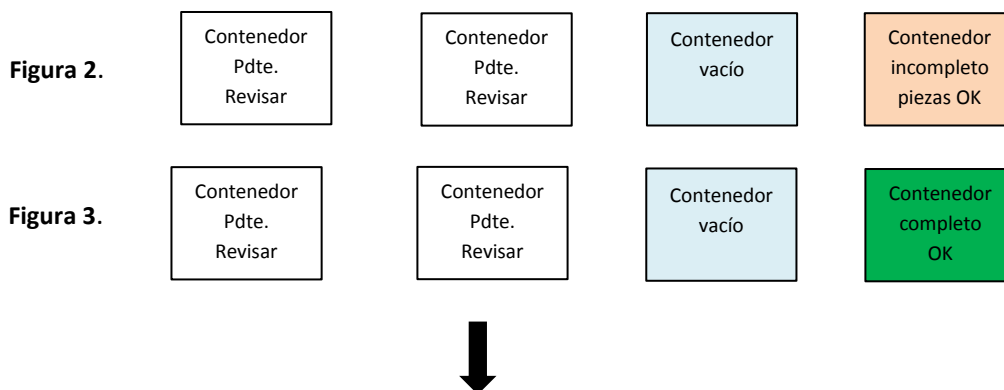 Figura 2.
Contenedor
Pdte.
Revisar
Contenedor
Pdte.
Revisar
Contenedor
vacío
Contenedor
incompleto
piezas OK
Figura 3.
Contenedor
Pdte.
Revisar
Contenedor
Pdte.
Revisar
Contenedor
vacío
Contenedor
completo
OK